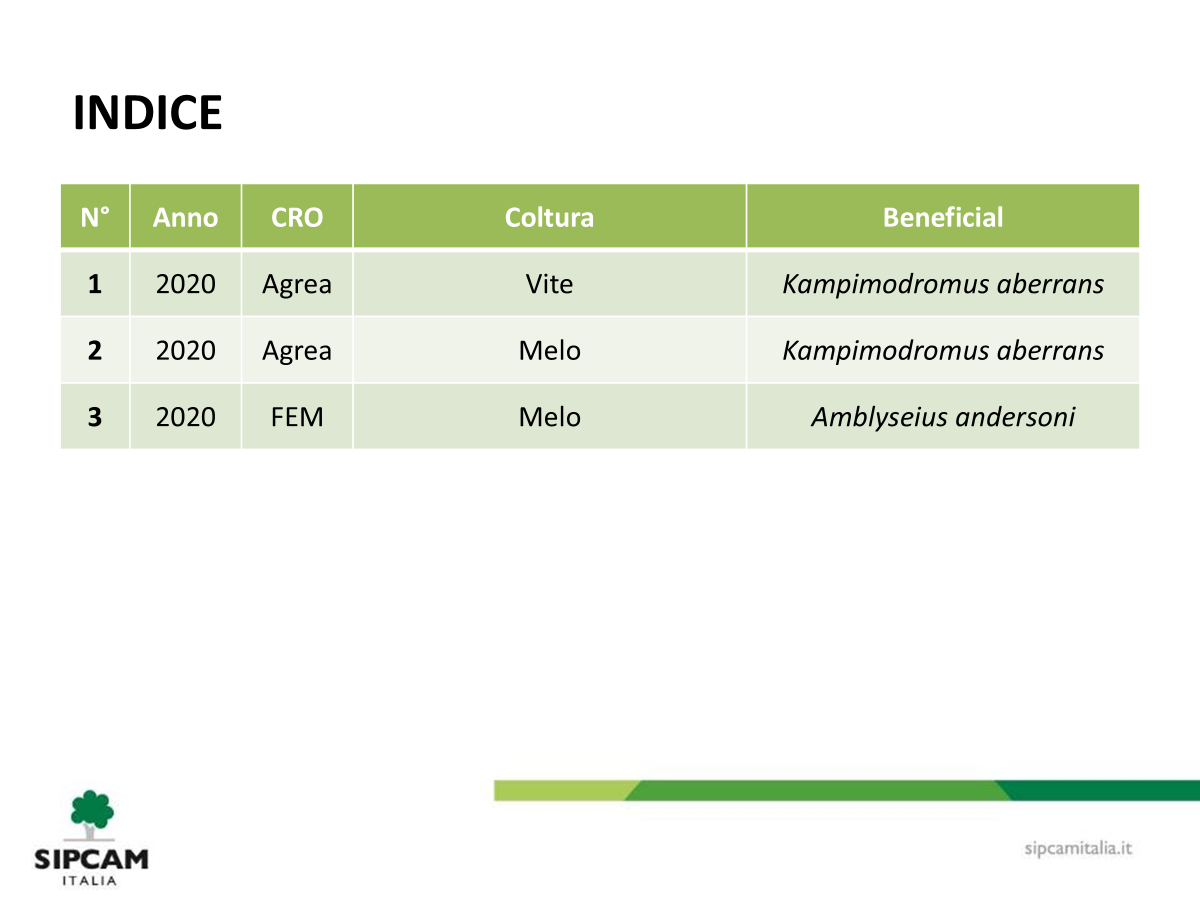 INDICE
N° Anno CRO Coltura Beneficial
1 2020 Agrea Vite Kampimodromus aberrans
2 2020 Agrea Melo Kampimodromus aberrans
3 2020 FEM Melo Amblyseius andersoni
SIPCAM
ITALIA
sipcamitalia.it